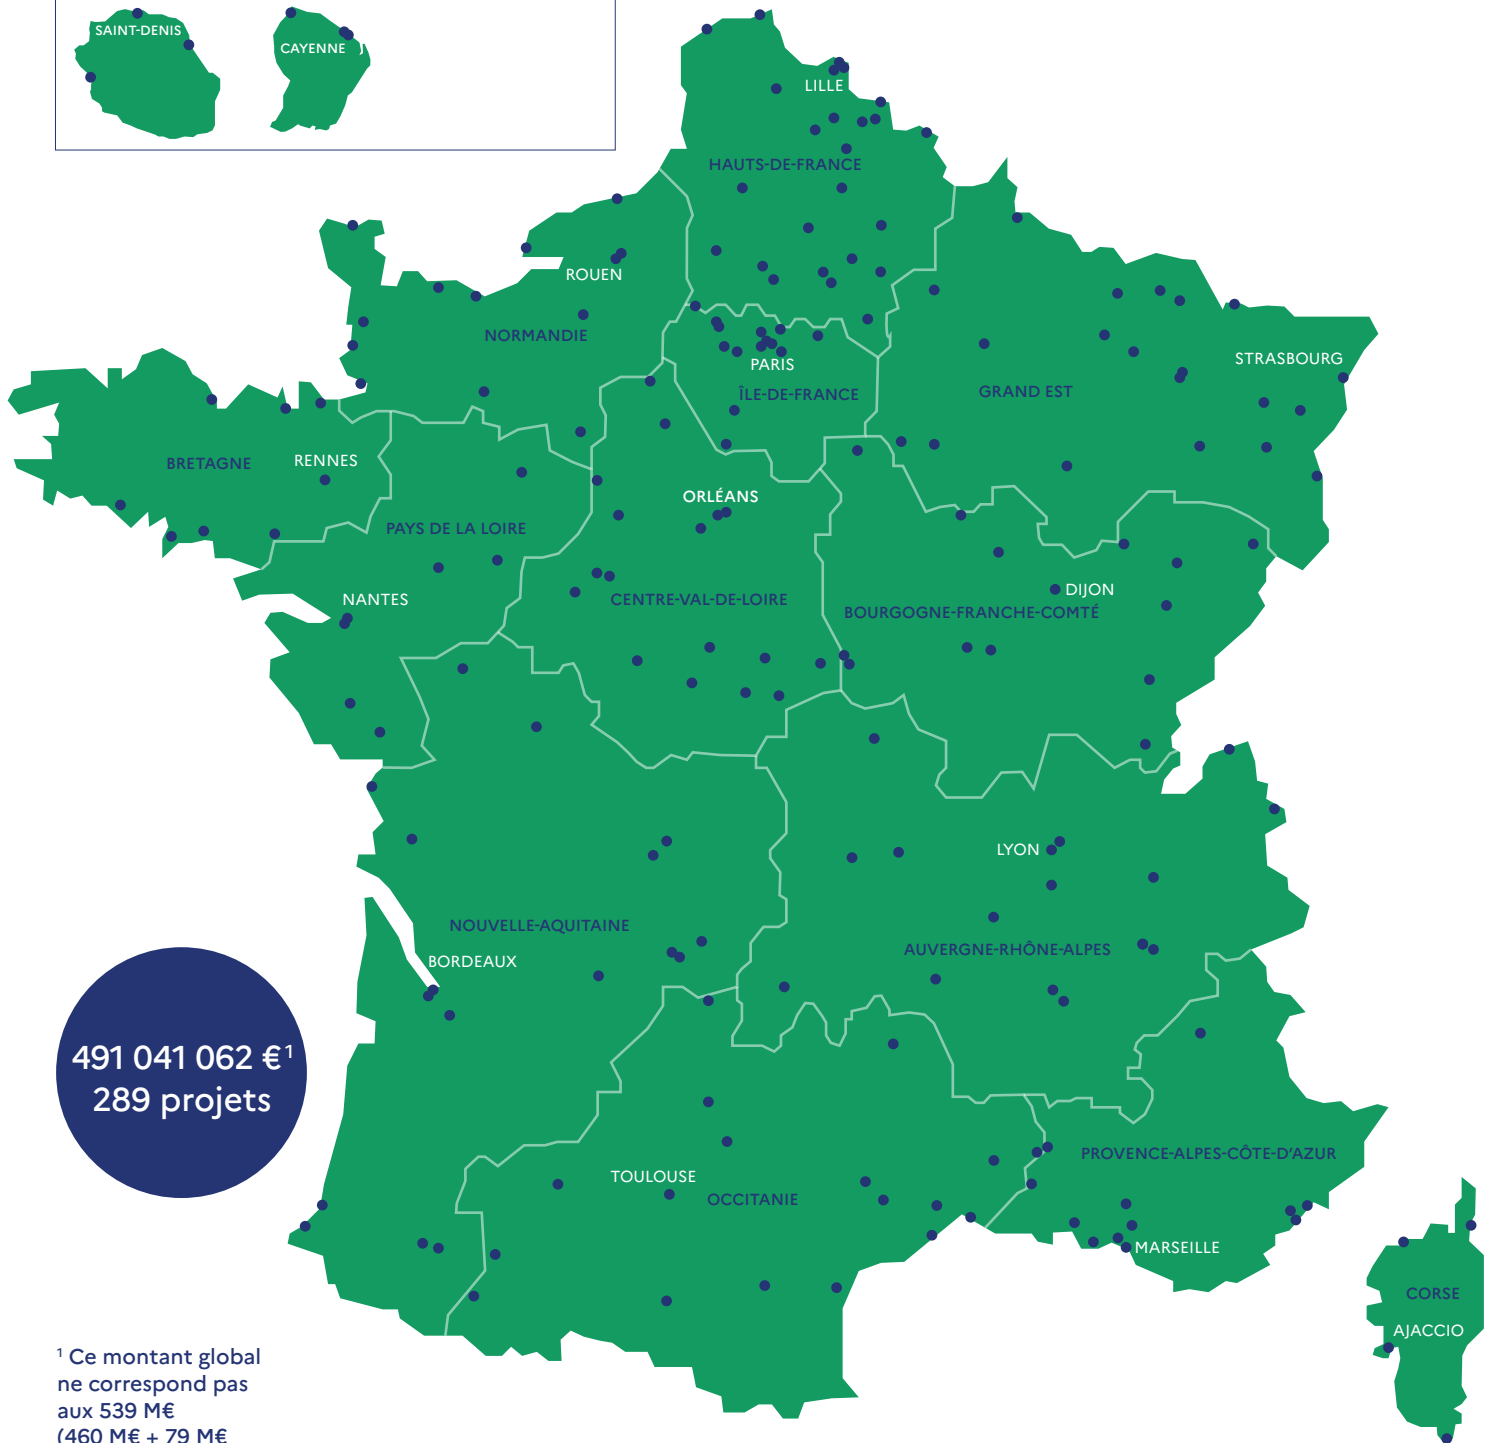 SAINT-DENIS
CAYENNE
LILLE
HAUTS-DE-FRANCE
ROUEN
NORMANDIE
PARIS
ÎLE-DE-FRANCE
GRAND EST
STRASBOURG
BRETAGNE
RENNES
ORLÉANS
PAYS DE LA LOIRE
NANTES
CENTRE-VAL-DE-LOIRE
DIJON
BOURGOGNE-FRANCHE-COMTÉ
LYON
NOUVELLE-AQUITAINE
BORDEAUX
AUVERGNE-RHÔNE-ALPES
491 041 062 €¹
289 projets
TOULOUSE
OCCITANIE
PROVENCE-ALPES-CÔTE-D'AZUR
MARSEILLE
CORSE
AJACCIO
¹ Ce montant global
ne correspond pas
aux 539 M€
(460 M€ + 79 M€